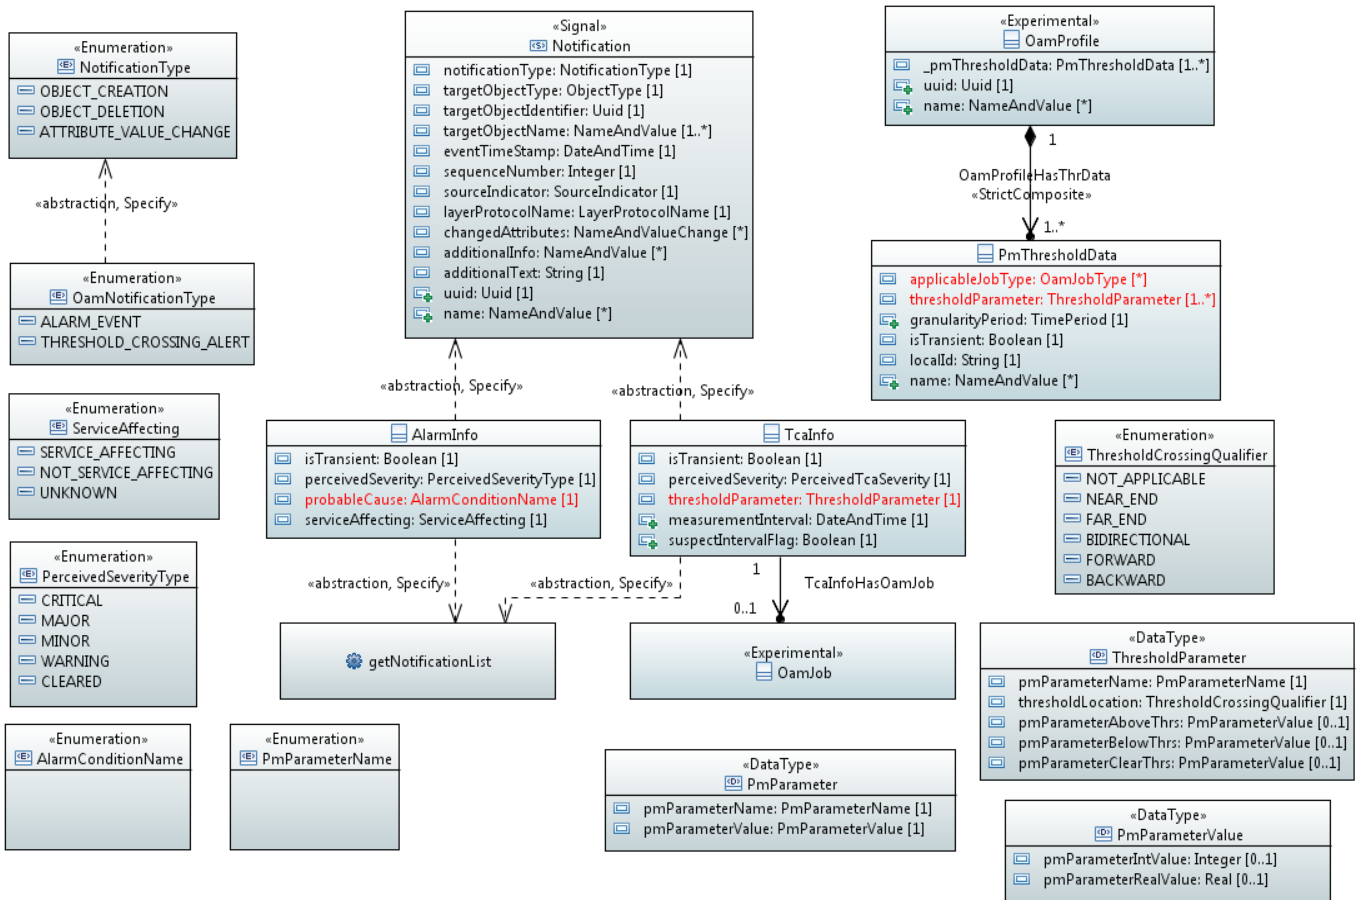 «Enumeration»
NotificationType
OBJECT_CREATION
OBJECT_DELETION
ATTRIBUTE_VALUE_CHANGE
«abstraction, Specify»
«Enumeration»
OamNotificationType
ALARM_EVENT
THRESHOLD_CROSSING_ALERT
«Enumeration»
ServiceAffecting
SERVICE_AFFECTING
NOT_SERVICE_AFFECTING
UNKNOWN
«Enumeration»
PerceivedSeverityType
CRITICAL
MAJOR
MINOR
WARNING
CLEARED
«Enumeration»
AlarmConditionName
«Enumeration»
PmParameterName
«Signal»
Notification
notificationType: NotificationType [1]
targetObjectType: ObjectType [1]
targetObjectIdentifier: Uuid [1]
targetObjectName: NameAndValue [1..*]
eventTimeStamp: DateAndTime [1]
sequenceNumber: Integer [1]
sourceIndicator: SourceIndicator [1]
layerProtocolName: LayerProtocolName [1]
changedAttributes: NameAndValueChange [*]
additionalInfo: NameAndValue [*]
additionalText: String [1]
uuid: Uuid [1]
name: NameAndValue [*]
«abstraction, Specify»
«abstraction, Specify»
AlarmInfo
isTransient: Boolean [1]
perceivedSeverity: PerceivedSeverityType [1]
probableCause: AlarmConditionName [1]
serviceAffecting: ServiceAffecting [1]
TcaInfo
isTransient: Boolean [1]
perceivedSeverity: PerceivedTcaSeverity [1]
thresholdParameter: ThresholdParameter [1]
measurementInterval: DateAndTime [1]
suspectIntervalFlag: Boolean [1]
«abstraction, Specify»
«abstraction, Specify»
1
TcaInfoHasOamJob
0..1
getNotificationList
«Experimental»
OamJob
«DataType»
PmParameter
pmParameterName: PmParameterName [1]
pmParameterValue: PmParameterValue [1]
«Experimental»
OamProfile
_pmThresholdData: PmThresholdData [1..*]
uuid: Uuid [1]
name: NameAndValue [*]
1
OamProfileHasThrData
«StrictComposite»
1..*
PmThresholdData
applicableJobType: OamJobType [*]
thresholdParameter: ThresholdParameter [1..*]
granularityPeriod: TimePeriod [1]
isTransient: Boolean [1]
localId: String [1]
name: NameAndValue [*]
«Enumeration»
ThresholdCrossingQualifier
NOT_APPLICABLE
NEAR_END
FAR_END
BIDIRECTIONAL
FORWARD
BACKWARD
«DataType»
ThresholdParameter
pmParameterName: PmParameterName [1]
thresholdLocation: ThresholdCrossingQualifier [1]
pmParameterAboveThrs: PmParameterValue [0..1]
pmParameterBelowThrs: PmParameterValue [0..1]
pmParameterClearThrs: PmParameterValue [0..1]
«DataType»
PmParameterValue
pmParameterIntValue: Integer [0..1]
pmParameterRealValue: Real [0..1]